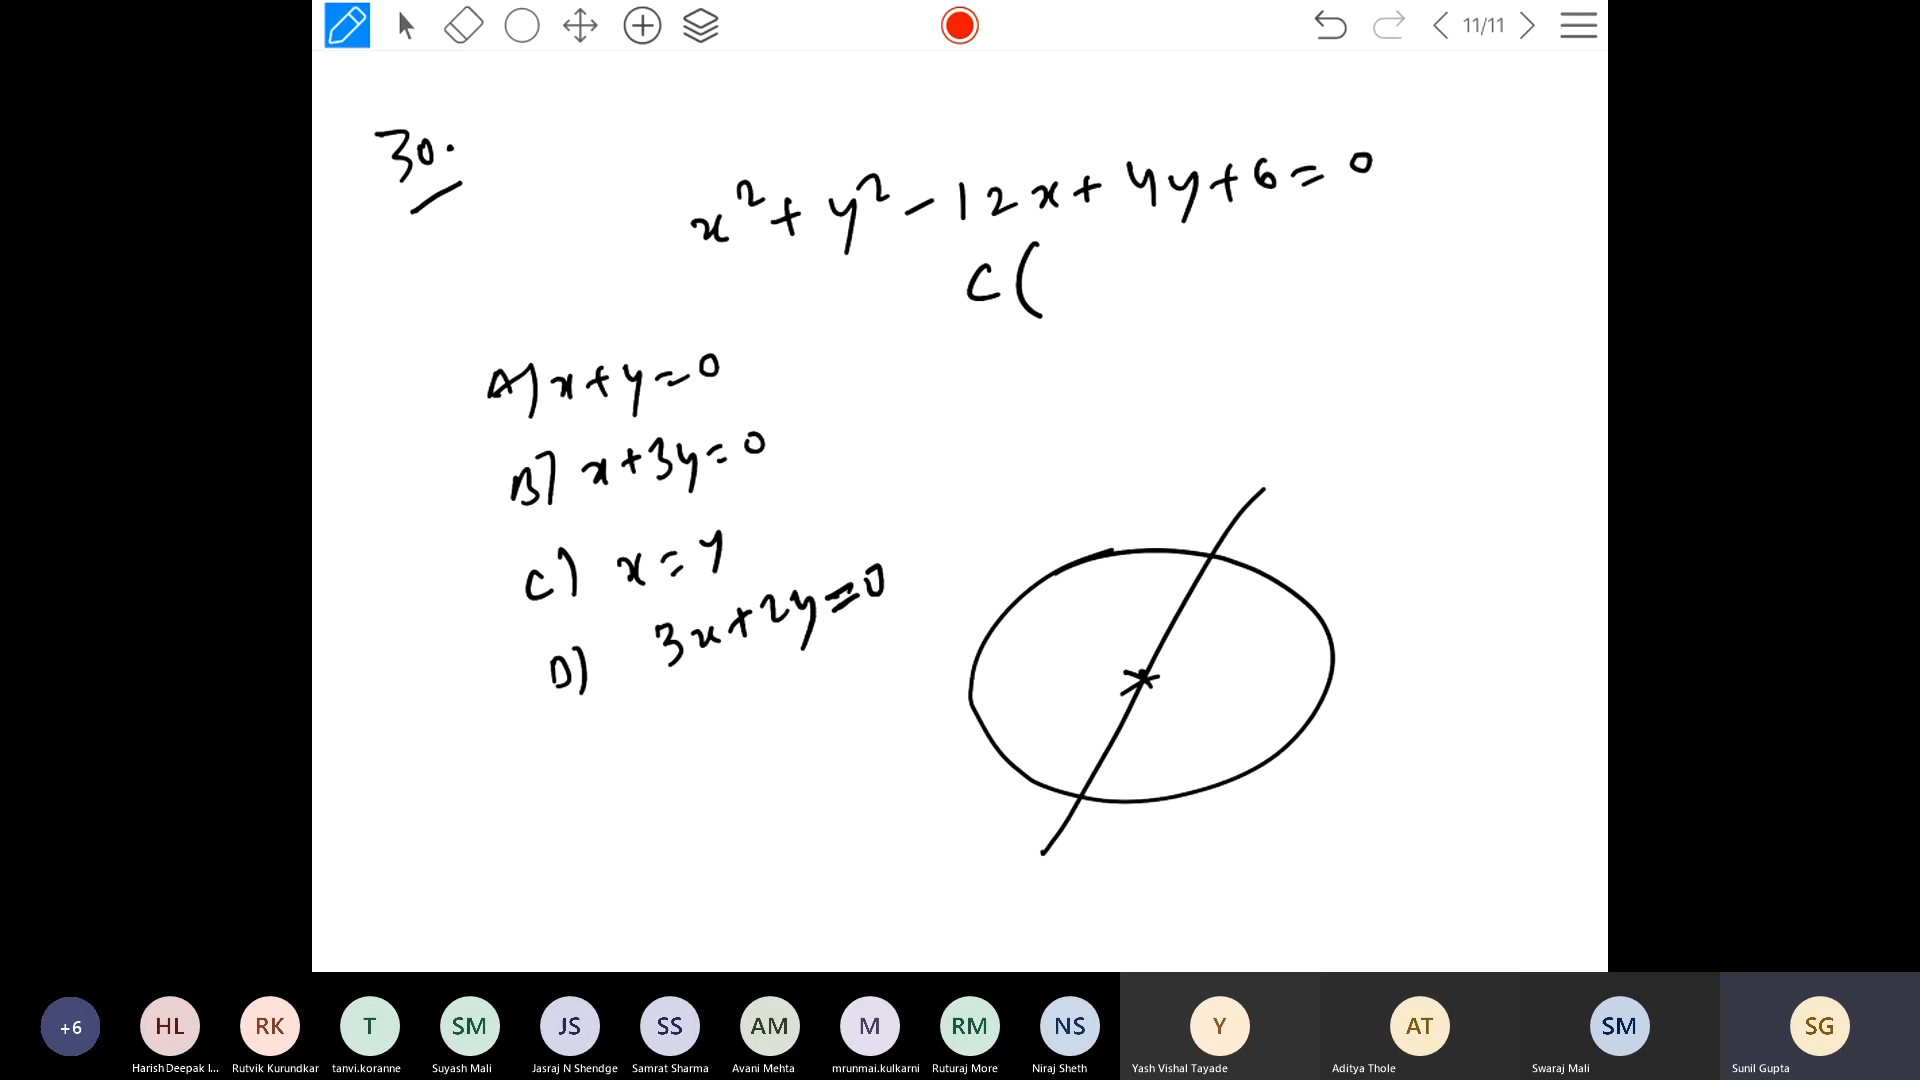 11/11
30.
x² + y² - 12x + 4y + 6 = 0
C(
A) x + y = 0
B) x + 3y = 0
C) x = y
D) 3x + 2y = 0
+6 HL RK T SM JS SS AM M RM NS Y AT SM SG
Harish Deepak I... Rutvik Kurundkar tanvi.koranne Suyash Mali Jasraj N Shendge Samrat Sharma Avani Mehta mrunmai.kulkarni Ruturaj More Niraj Sheth Yash Vishal Tayade Aditya Thole Swaraj Mali Sunil Gupta